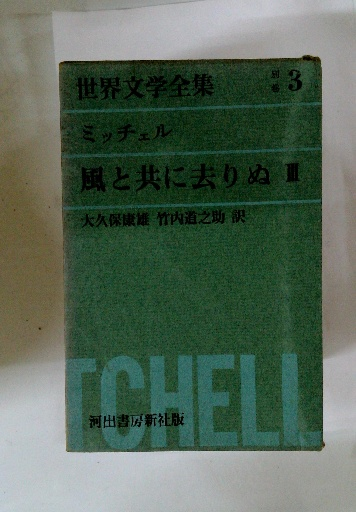 世界文学全集 別巻 3
ミッチェル
風と共に去りぬ Ⅲ
大久保康雄 竹内道之助 訳
TCHELL
河出書房新社版